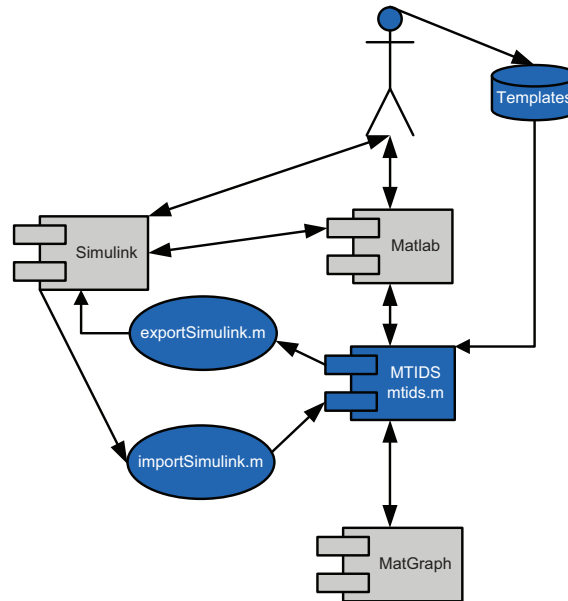 Templates
Simulink
Matlab
exportSimulink.m
MTIDS
mtids.m
importSimulink.m
MatGraph